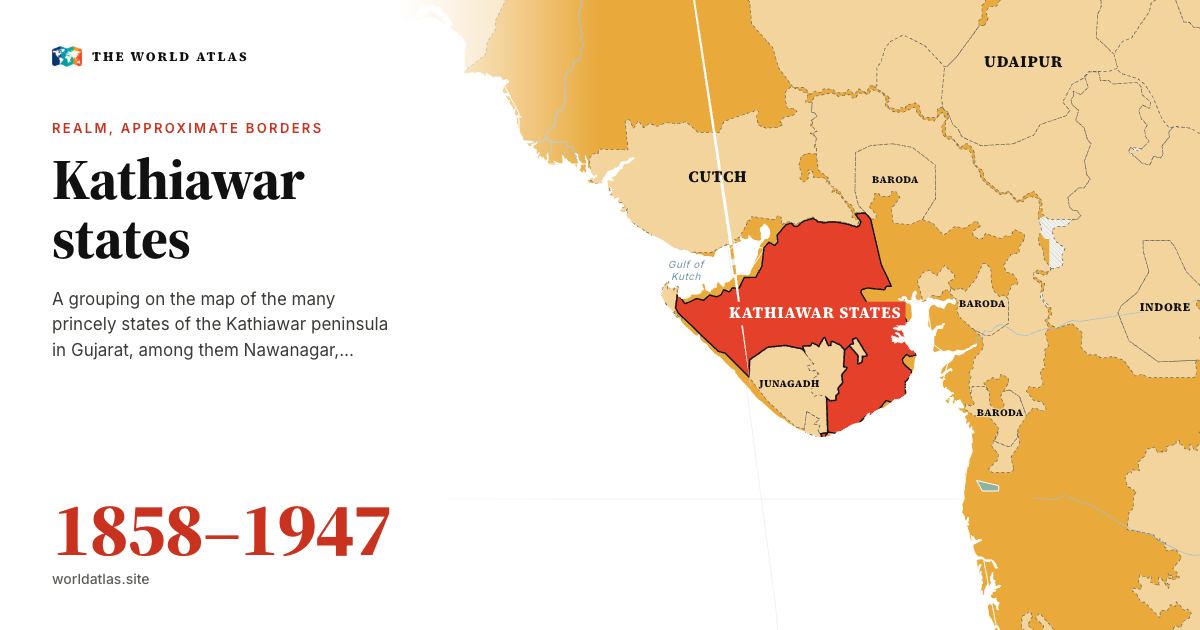 THE WORLD ATLAS
REALM, APPROXIMATE BORDERS
Kathiawar
states
A grouping on the map of the many
princely states of the Kathiawar peninsula
in Gujarat, among them Nawanagar,...
1858–1947
worldatlas.site
UDAIPUR
CUTCH
BARODA
Gulf of
Kutch
KATHIAWAR STATES
BARODA
INDORE
JUNAGADH
BARODA